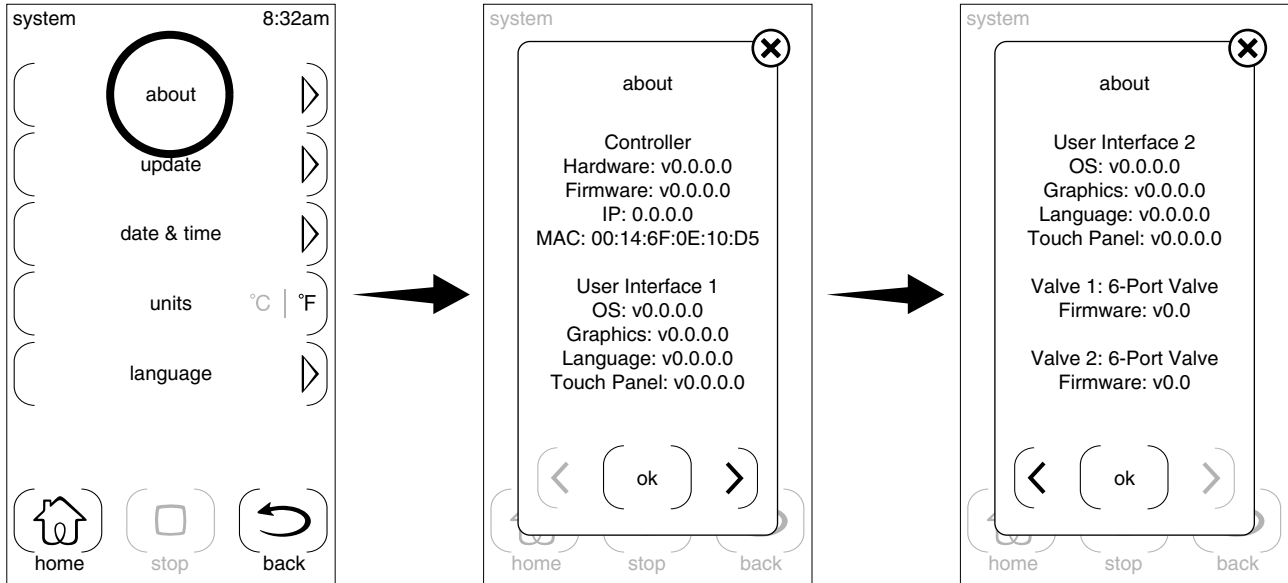 system 8:32am
about
update
date & time
units °C | °F
language
home stop back
system
about
Controller
Hardware: v0.0.0.0
Firmware: v0.0.0.0
IP: 0.0.0.0
MAC: 00:14:6F:0E:10:D5
User Interface 1
OS: v0.0.0.0
Graphics: v0.0.0.0
Language: v0.0.0.0
Touch Panel: v0.0.0.0
ok
home stop back
system
about
User Interface 2
OS: v0.0.0.0
Graphics: v0.0.0.0
Language: v0.0.0.0
Touch Panel: v0.0.0.0
Valve 1: 6-Port Valve
Firmware: v0.0
Valve 2: 6-Port Valve
Firmware: v0.0
ok
home stop back